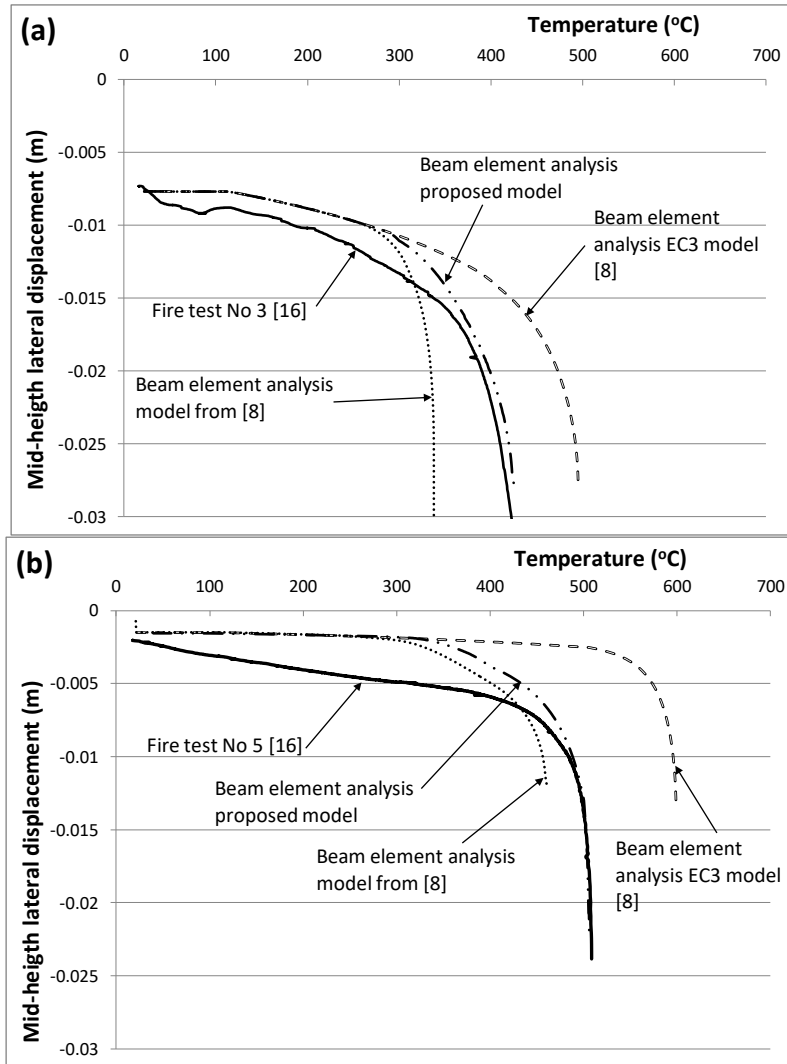 (a)
Temperature (°C)
0 100 200 300 400 500 600 700
0
-0.005
-0.01
-0.015
-0.02
-0.025
-0.03
Mid-heigth lateral displacement (m)
Beam element analysis
proposed model
Beam element
analysis EC3 model
[8]
Fire test No 3 [16]
Beam element analysis
model from [8]
(b)
Temperature (°C)
0 100 200 300 400 500 600 700
0
-0.005
-0.01
-0.015
-0.02
-0.025
-0.03
Mid-heigth lateral displacement (m)
Fire test No 5 [16]
Beam element analysis
proposed model
Beam element analysis
model from [8]
Beam element
analysis EC3 model
[8]